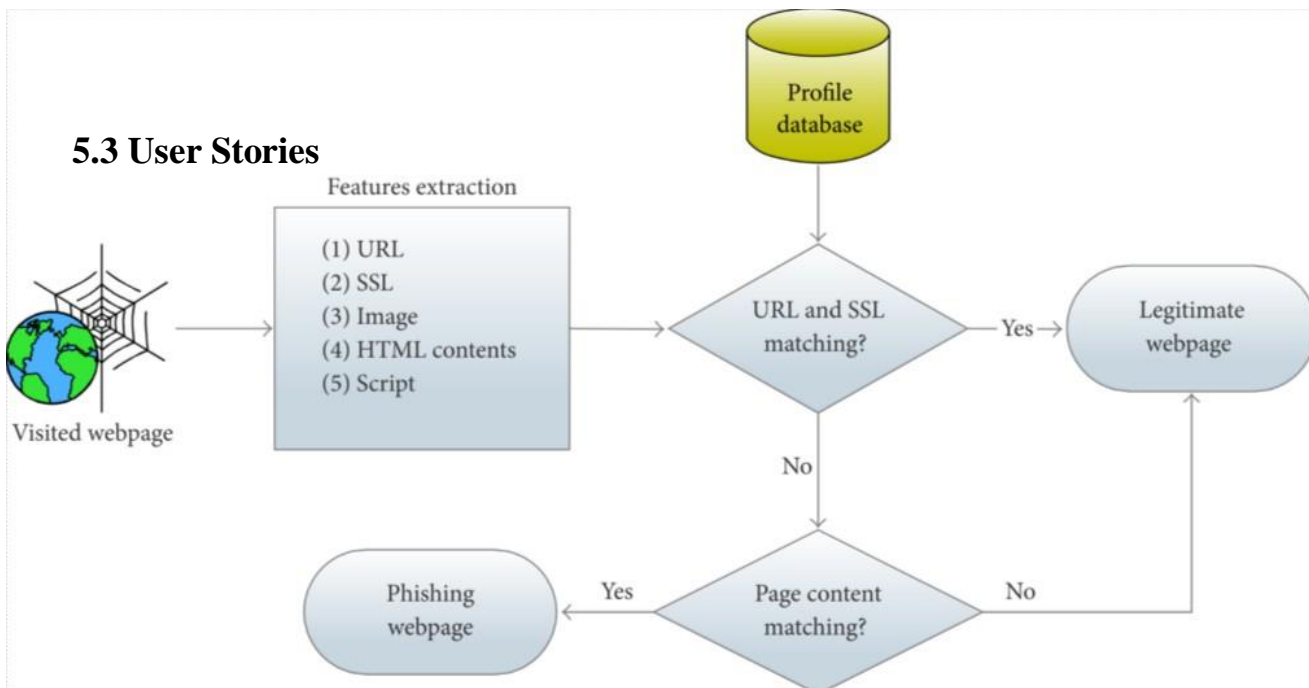 Profile
database
5.3 User Stories
Features extraction
(1) URL
(2) SSL
(3) Image
(4) HTML contents
(5) Script
Visited webpage
URL and SSL
matching?
Yes
Legitimate
webpage
No
Page content
matching?
Yes
Phishing
webpage
No